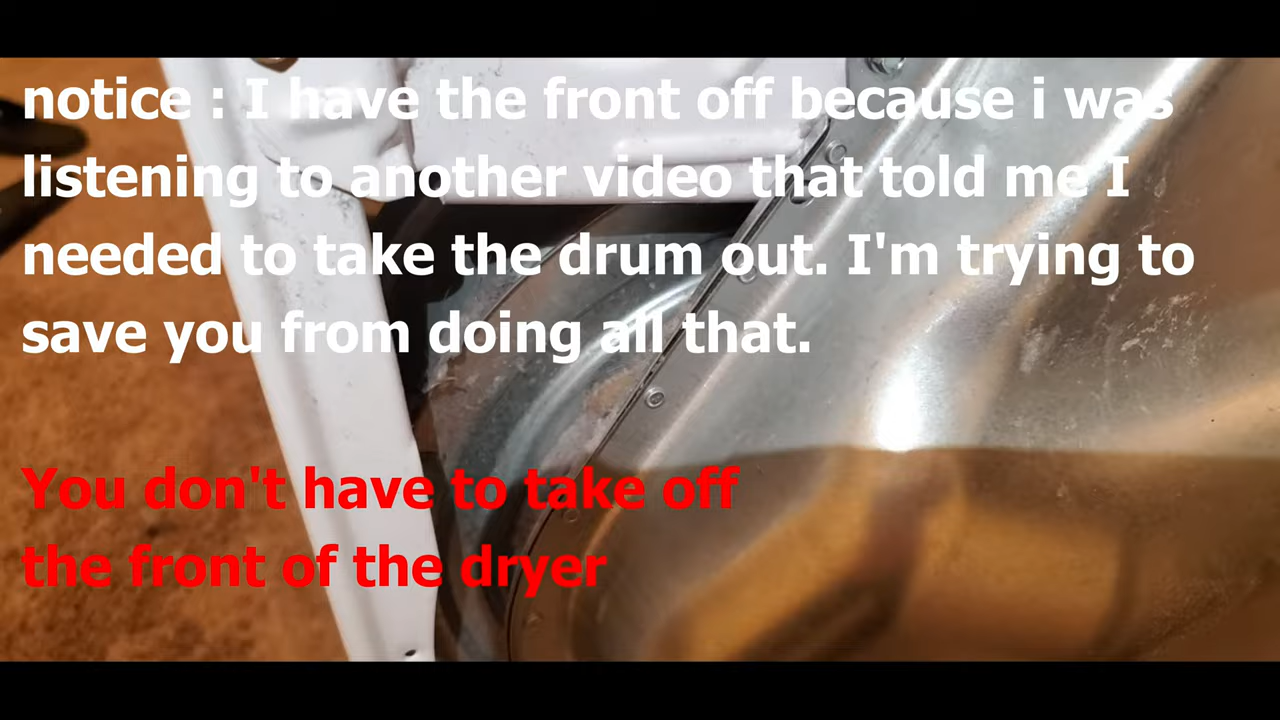 notice : I have the front off because i was
listening to another video that told me I
needed to take the drum out. I'm trying to
save you from doing all that.
You don't have to take off
the front of the dryer